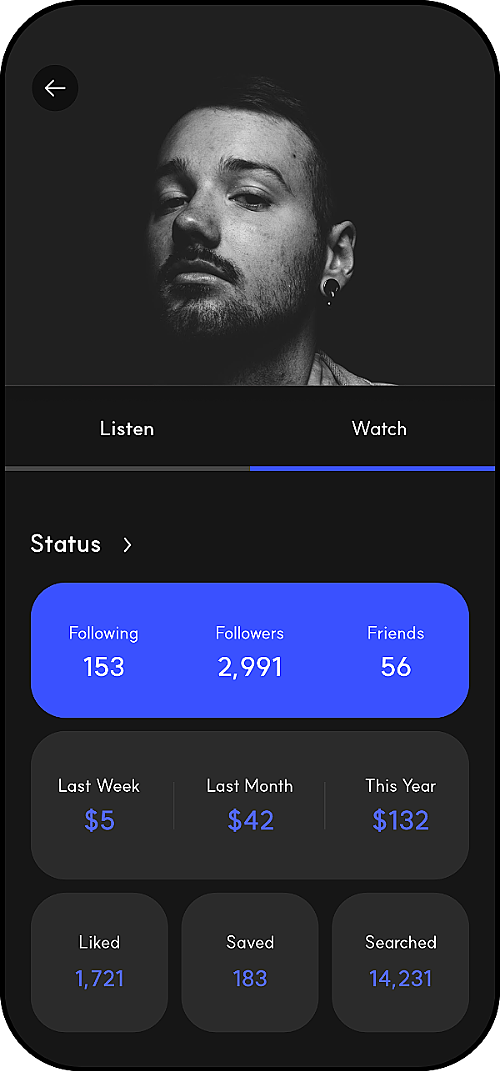 Listen Watch
Status
Following Followers Friends
153 2,991 56
Last Week Last Month This Year
$5 $42 $132
Liked Saved Searched
1,721 183 14,231